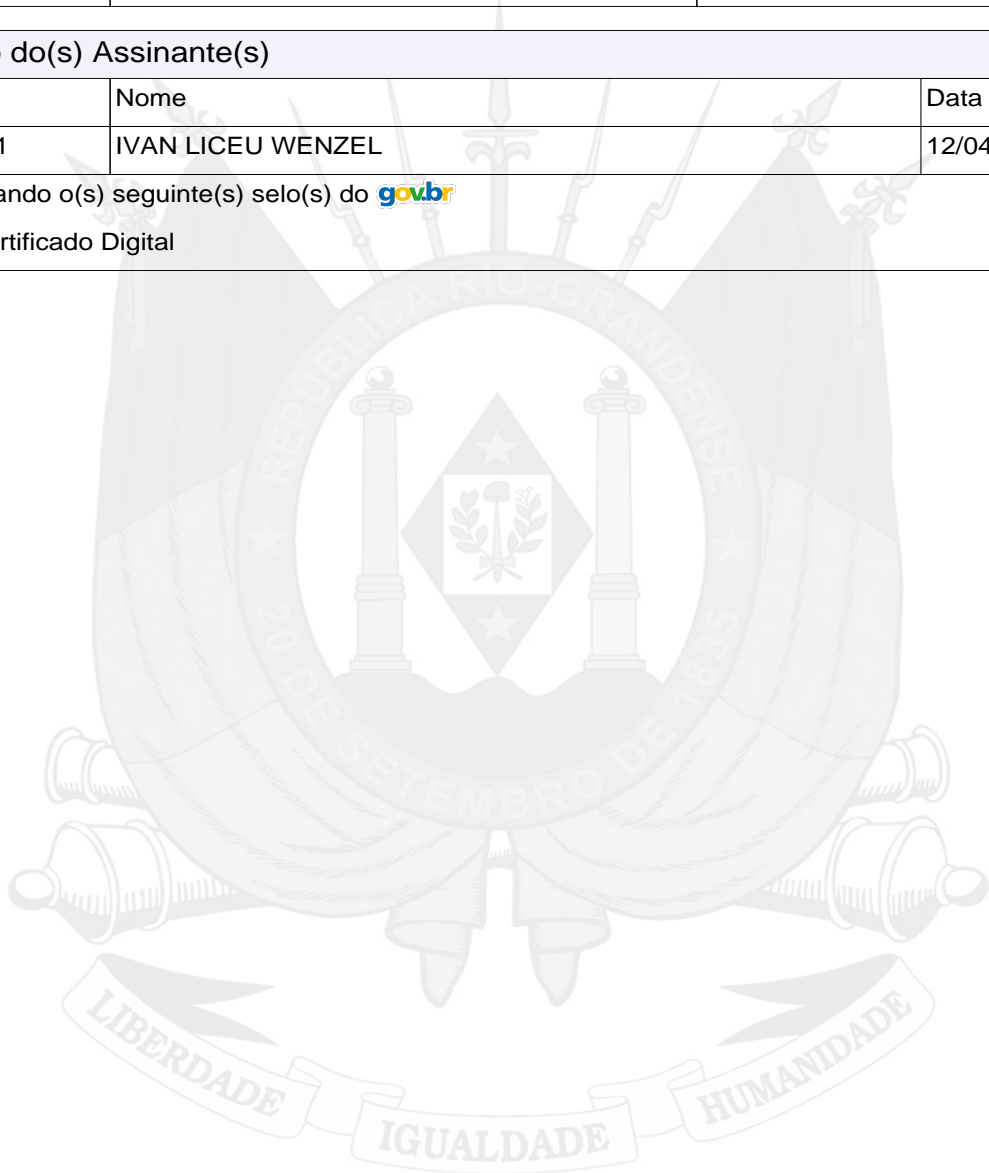 o do(s) Assinante(s)
Nome Data
1 IVAN LICEU WENZEL 12/04
ando o(s) seguinte(s) selo(s) do gov.br
rtificado Digital
REPÚBLICA RIO-GRANDENSE
20 DE SETEMBRO DE 1835
LIBERDADE
IGUALDADE
HUMANIDADE